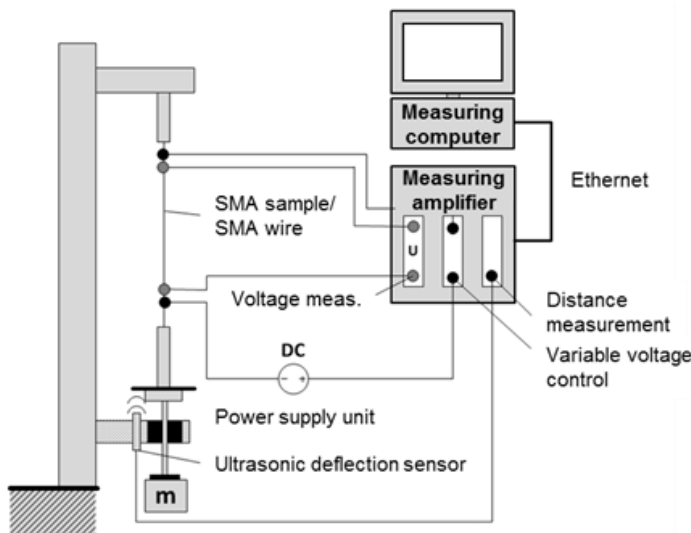 Measuring
computer
Measuring
amplifier
Ethernet
SMA sample/
SMA wire
U
Voltage meas.
Distance
measurement
Variable voltage
control
DC
- +
Power supply unit
Ultrasonic deflection sensor
m